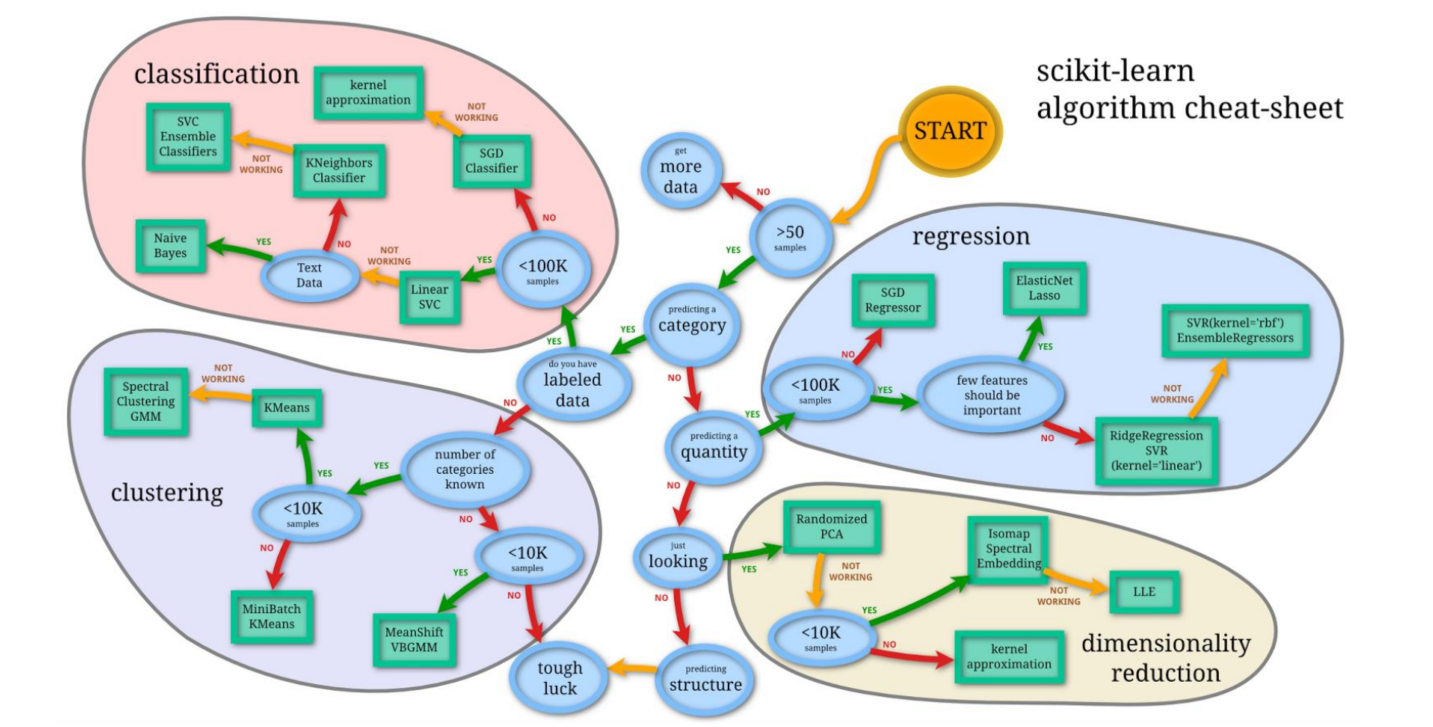 scikit-learn
algorithm cheat-sheet
START
>50
samples
NO
get
more
data
YES
predicting a
category
YES
do you have
labeled
data
YES
classification
<100K
samples
NO
SGD
Classifier
NOT
WORKING
kernel
approximation
YES
Linear
SVC
NOT
WORKING
Text
Data
YES
Naive
Bayes
NO
KNeighbors
Classifier
NOT
WORKING
SVC
Ensemble
Classifiers
NO
clustering
number of
categories
known
YES
<10K
samples
YES
KMeans
NOT
WORKING
Spectral
Clustering
GMM
NO
MiniBatch
KMeans
NO
<10K
samples
YES
MeanShift
VBGMM
NO
tough
luck
NO
predicting a
quantity
YES
regression
<100K
samples
NO
SGD
Regressor
YES
few features
should be
important
YES
ElasticNet
Lasso
NO
RidgeRegression
SVR
(kernel='linear')
NOT
WORKING
SVR(kernel='rbf')
EnsembleRegressors
NO
just
looking
YES
dimensionality
reduction
Randomized
PCA
NOT
WORKING
<10K
samples
YES
Isomap
Spectral
Embedding
NOT
WORKING
LLE
NO
kernel
approximation
NO
predicting
structure